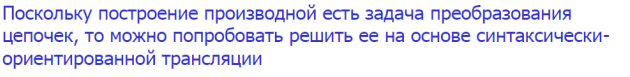 Поскольку построение производной есть задача преобразования
цепочек, то можно попробовать решить ее на основе синтаксически-
ориентированной трансляции